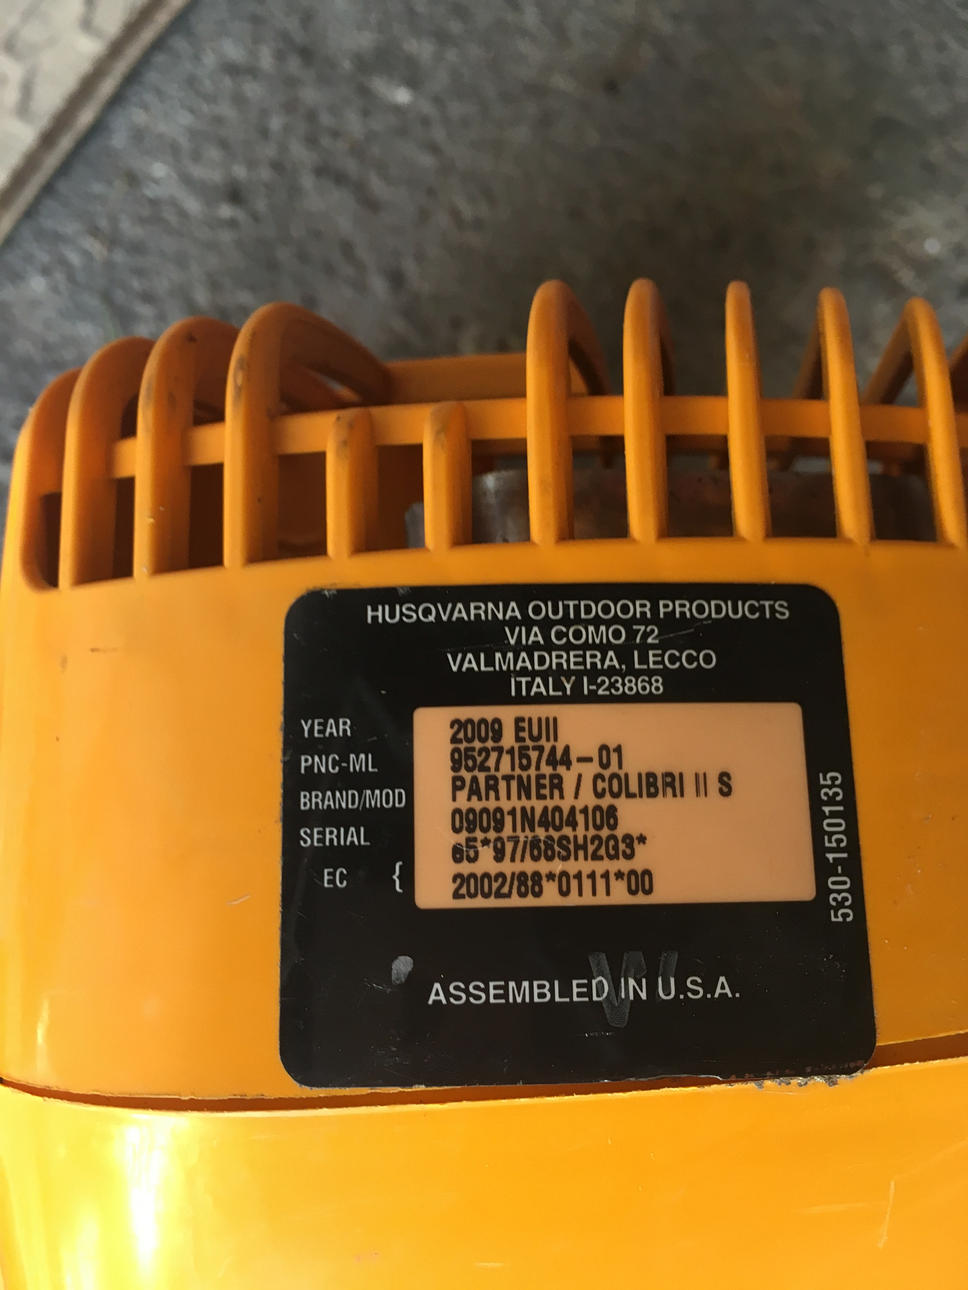 HUSQVARNA OUTDOOR PRODUCTS
VIA COMO 72
VALMADRERA, LECCO
ITALY I-23868
YEAR 2009 EUII
PNC-ML 952715744-01
BRAND/MOD PARTNER / COLIBRI II S
SERIAL 09091N404106
EC { 65*97/68SH2G3*
2002/88*0111*00
530-150135
ASSEMBLED IN U.S.A.